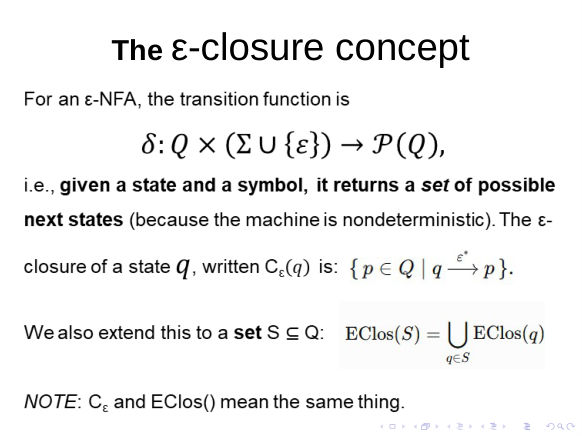 The ε-closure concept
For an ε-NFA, the transition function is
δ: Q × (Σ ∪ {ε}) → 𝒫(Q),
i.e., given a state and a symbol, it returns a set of possible
next states (because the machine is nondeterministic). The ε-
closure of a state q, written Cε(q) is: { p ∈ Q | q —ε*→ p }.
We also extend this to a set S ⊆ Q: EClos(S) = ⋃q∈S EClos(q)
NOTE: Cε and EClos() mean the same thing.